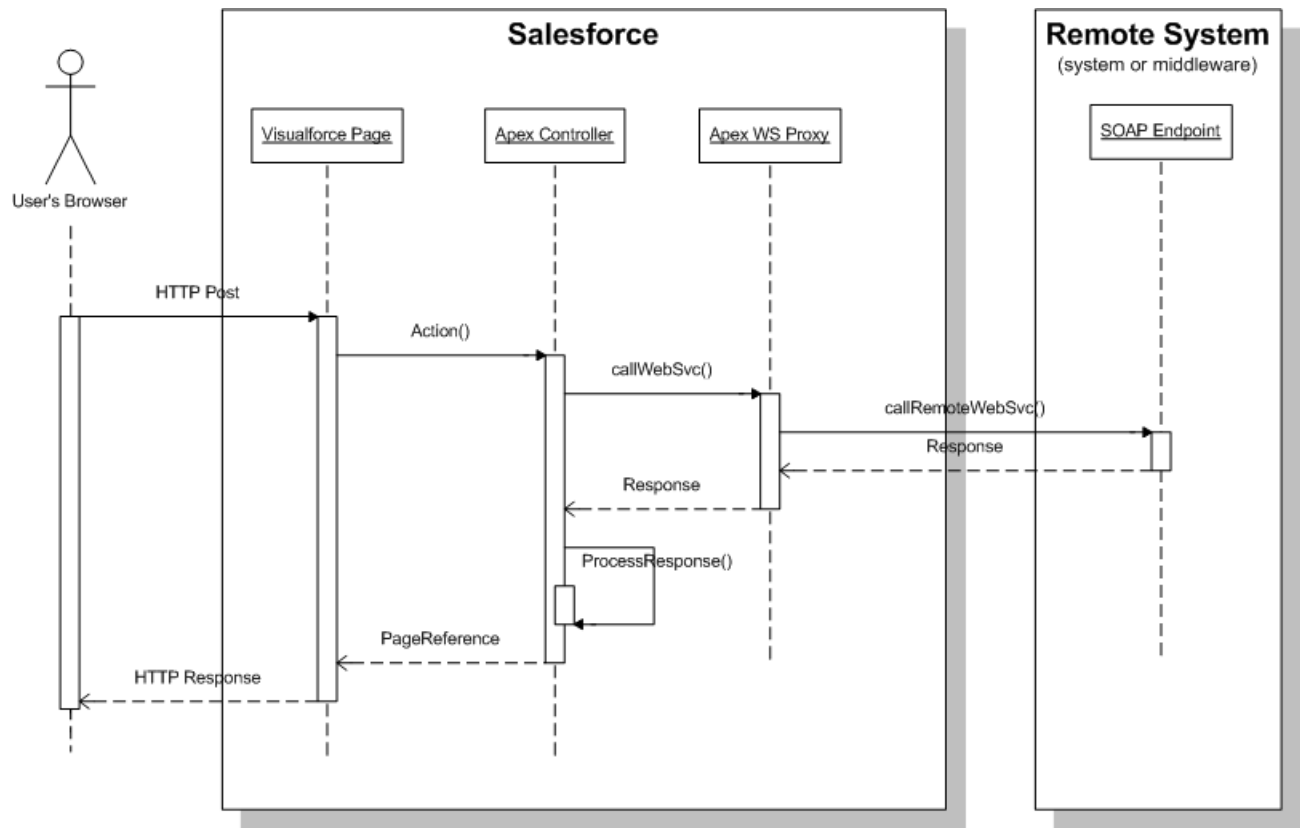 Salesforce
Remote System
(system or middleware)
Visualforce Page
Apex Controller
Apex WS Proxy
SOAP Endpoint
User's Browser
HTTP Post
Action()
callWebSvc()
callRemoteWebSvc()
Response
Response
ProcessResponse()
PageReference
HTTP Response